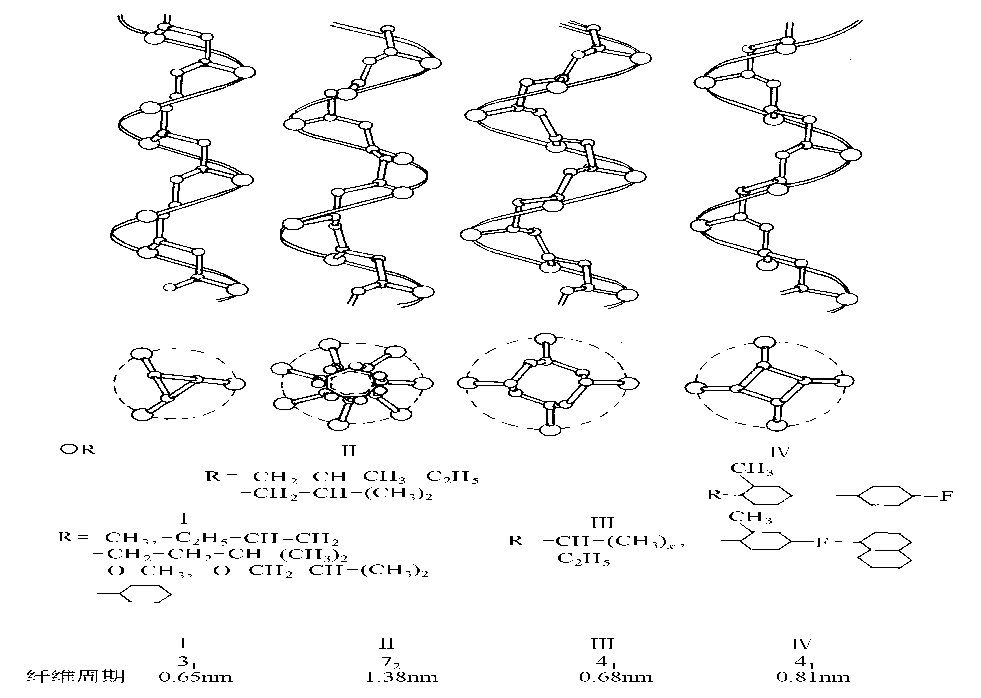 OR II IV
CH₃
R= CH₂ CH CH₃ C₂H₅
R- —F
—CH₂—CH—(CH₃)₂
I III
CH₃
R= CH₃, —C₂H₅—CH—CH₂
R —CH—(CH₃)
—F—
C₂H₅
—CH₂—CH₂—CH (CH₃)₂
O CH₃, O CH₂ CH—(CH₃)₂
I II III IV
3₁ 7₂ 4₁ 4₁
纤维周期 0.65nm 1.38nm 0.68nm 0.81nm